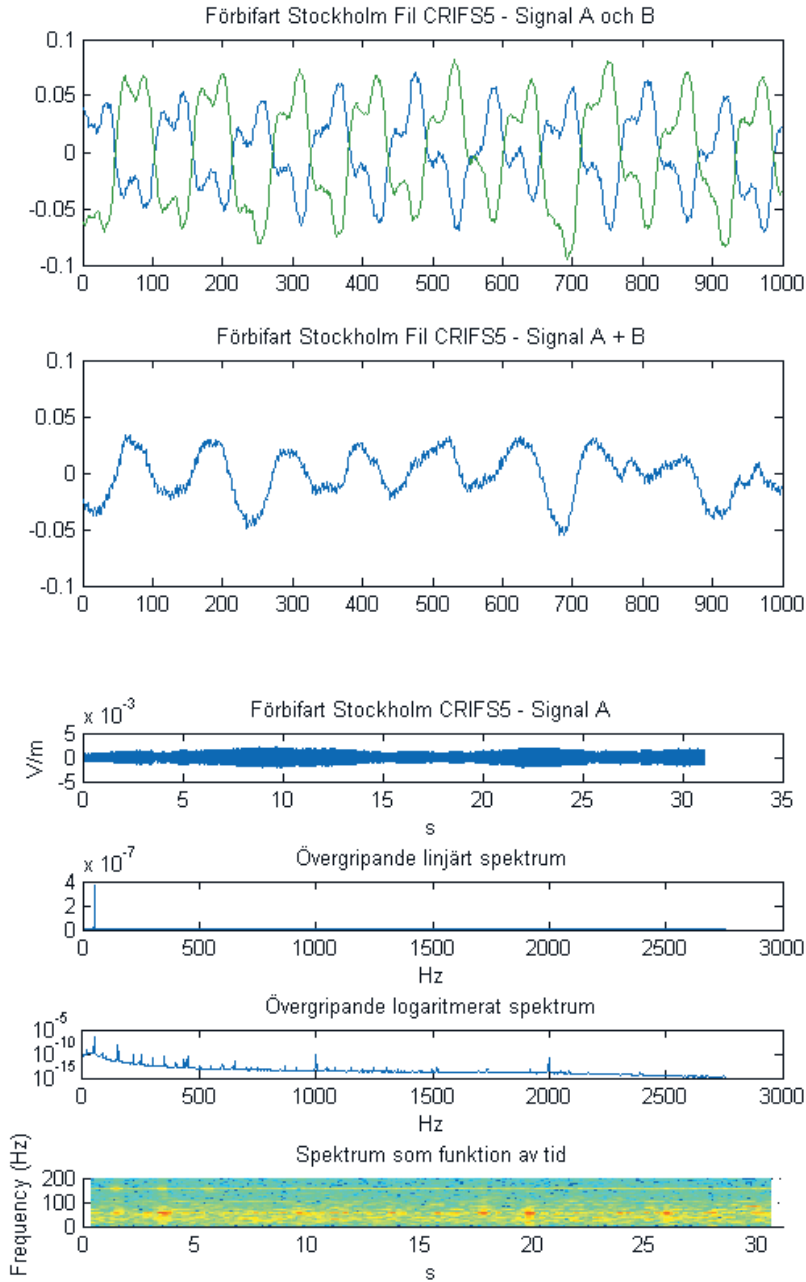 Förbifart Stockholm Fil CRIFS5 - Signal A och B
0.1
0.05
0
-0.05
-0.1
0 100 200 300 400 500 600 700 800 900 1000
Förbifart Stockholm Fil CRIFS5 - Signal A + B
0.1
0.05
0
-0.05
-0.1
0 100 200 300 400 500 600 700 800 900 1000
x 10^-3
Förbifart Stockholm CRIFS5 - Signal A
V/m
5
0
-5
0 5 10 15 20 25 30 35
s
x 10^-7
Övergripande linjärt spektrum
4
2
0
0 500 1000 1500 2000 2500 3000
Hz
Övergripande logaritmerat spektrum
10^-5
10^-10
10^-15
0 500 1000 1500 2000 2500 3000
Hz
Spektrum som funktion av tid
Frequency (Hz)
200
100
0
0 5 10 15 20 25 30
s